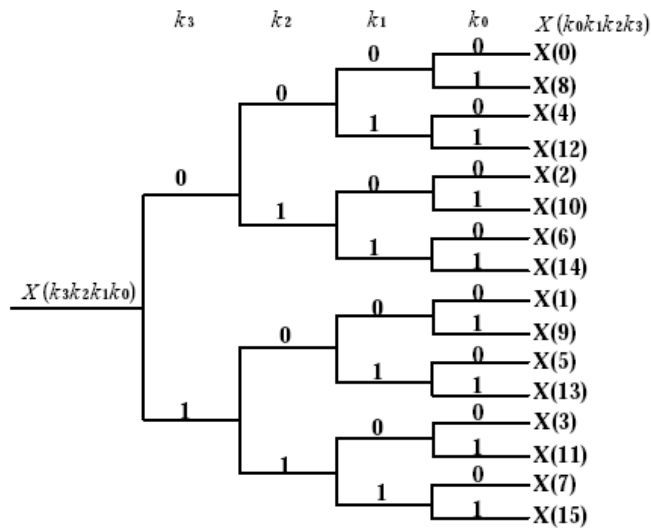 k3 k2 k1 k0 X(k0k1k2k3)
0 X(0)
0
1 X(8)
0
0 X(4)
1
1 X(12)
0
0 X(2)
0
1 X(10)
1
0 X(6)
1
1 X(14)
X(k3k2k1k0)
0 X(1)
0
1 X(9)
0
0 X(5)
1
1 X(13)
1
0 X(3)
0
1 X(11)
1
0 X(7)
1
1 X(15)